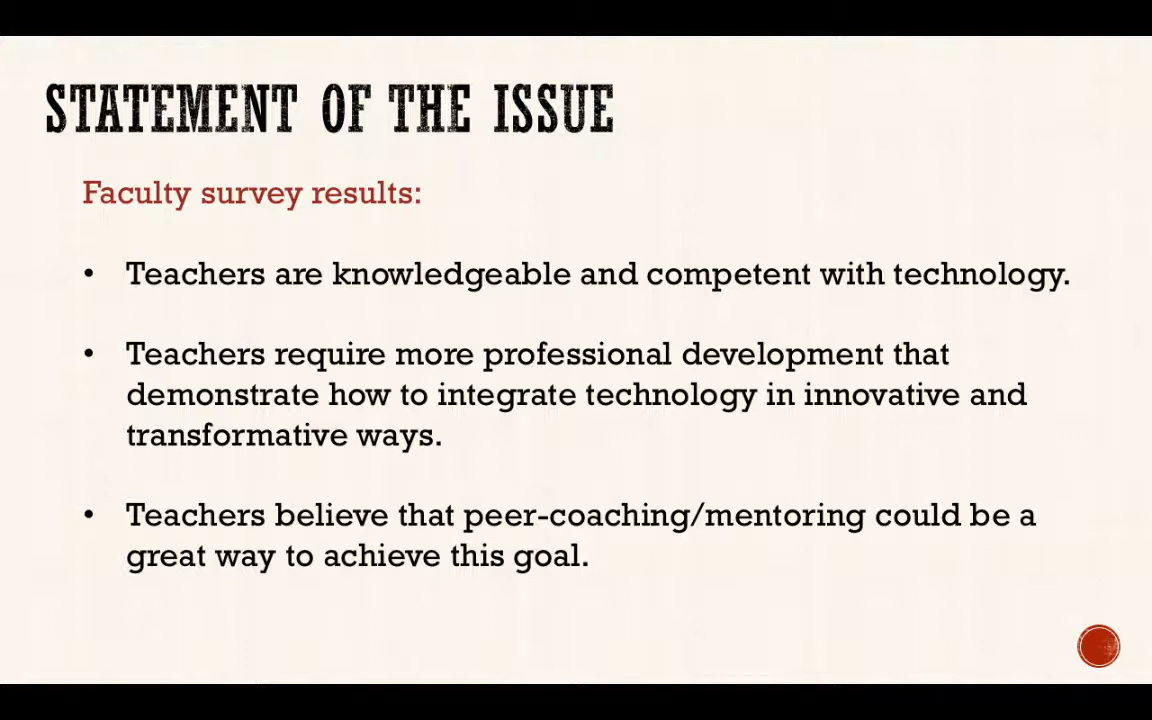 STATEMENT OF THE ISSUE
Faculty survey results:
• Teachers are knowledgeable and competent with technology.
• Teachers require more professional development that
demonstrate how to integrate technology in innovative and
transformative ways.
• Teachers believe that peer-coaching/mentoring could be a
great way to achieve this goal.